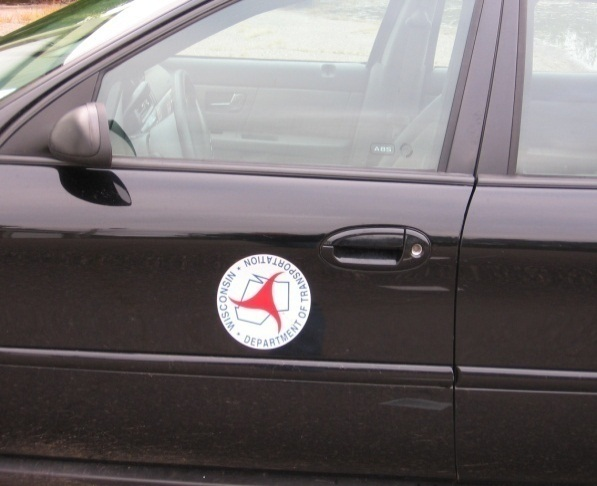 WISCONSIN • DEPARTMENT OF TRANSPORTATION •
ABS